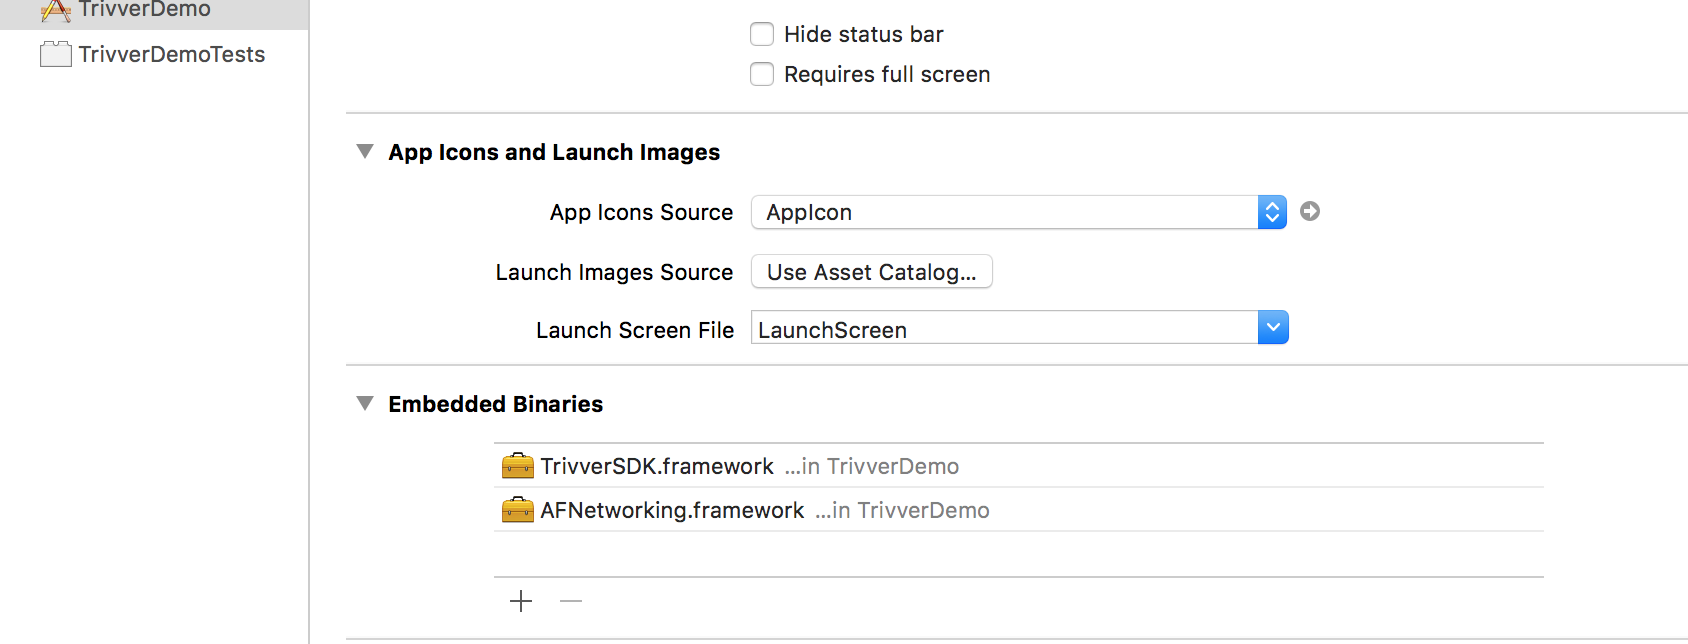 TrivverDemo
TrivverDemoTests
Hide status bar
Requires full screen
App Icons and Launch Images
App Icons Source AppIcon
Launch Images Source Use Asset Catalog...
Launch Screen File LaunchScreen
Embedded Binaries
TrivverSDK.framework ...in TrivverDemo
AFNetworking.framework ...in TrivverDemo